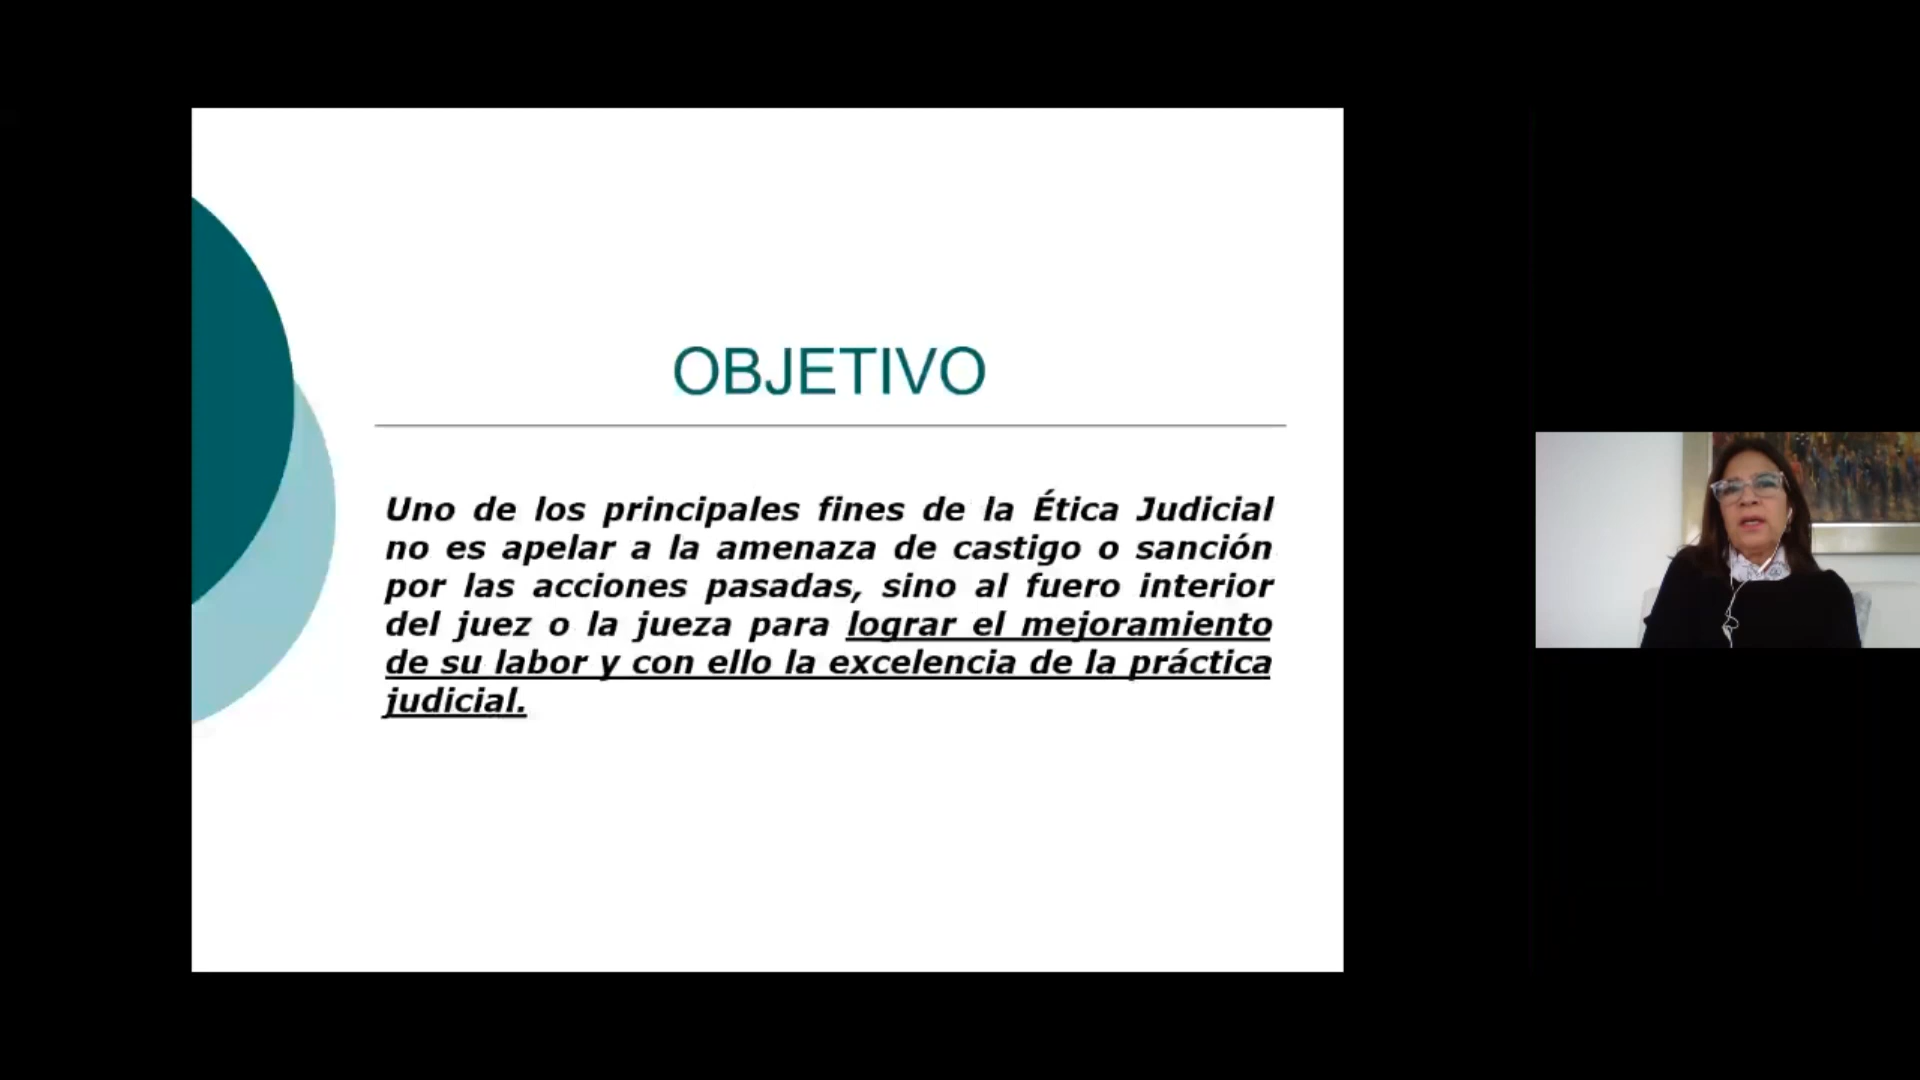 OBJETIVO
Uno de los principales fines de la Ética Judicial
no es apelar a la amenaza de castigo o sanción
por las acciones pasadas, sino al fuero interior
del juez o la jueza para lograr el mejoramiento
de su labor y con ello la excelencia de la práctica
judicial.